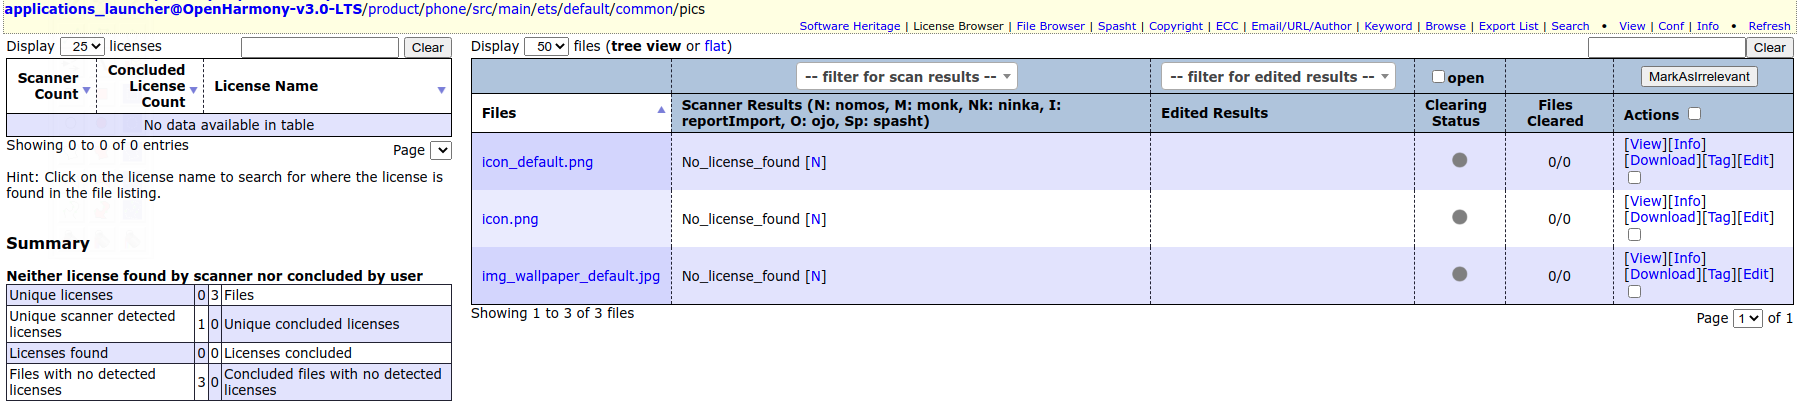 applications_launcher@OpenHarmony-v3.0-LTS/product/phone/src/main/ets/default/common/pics
Software Heritage | License Browser | File Browser | Spasht | Copyright | ECC | Email/URL/Author | Keyword | Browse | Export List | Search • View | Conf | Info • Refresh
Display 25 licenses Clear
Scanner Count Concluded License Count License Name
No data available in table
Showing 0 to 0 of 0 entries
Page
Hint: Click on the license name to search for where the license is
found in the file listing.
Summary
Neither license found by scanner nor concluded by user
Unique licenses 0 3 Files
Unique scanner detected licenses 1 0 Unique concluded licenses
Licenses found 0 0 Licenses concluded
Files with no detected licenses 3 0 Concluded files with no detected licenses
Display 50 files (tree view or flat) Clear
-- filter for scan results -- -- filter for edited results -- open MarkAsIrrelevant
Files Scanner Results (N: nomos, M: monk, Nk: ninka, I: reportImport, O: ojo, Sp: spasht) Edited Results Clearing Status Files Cleared Actions
icon_default.png No_license_found [N] 0/0 [View][Info]
[Download][Tag][Edit]
icon.png No_license_found [N] 0/0 [View][Info]
[Download][Tag][Edit]
img_wallpaper_default.jpg No_license_found [N] 0/0 [View][Info]
[Download][Tag][Edit]
Showing 1 to 3 of 3 files
Page 1 of 1